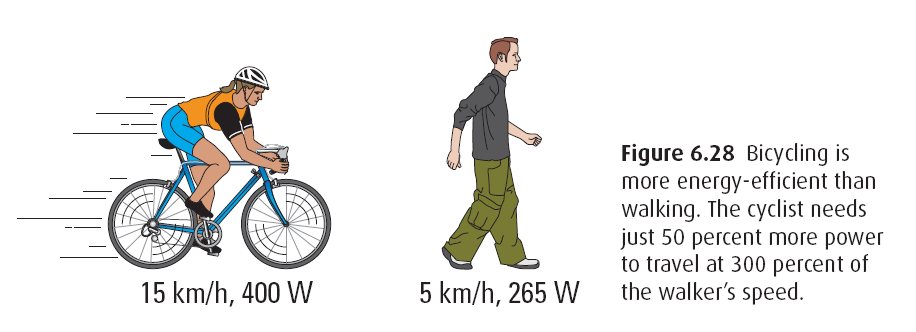 15 km/h, 400 W
5 km/h, 265 W
Figure 6.28 Bicycling is
more energy-efficient than
walking. The cyclist needs
just 50 percent more power
to travel at 300 percent of
the walker’s speed.